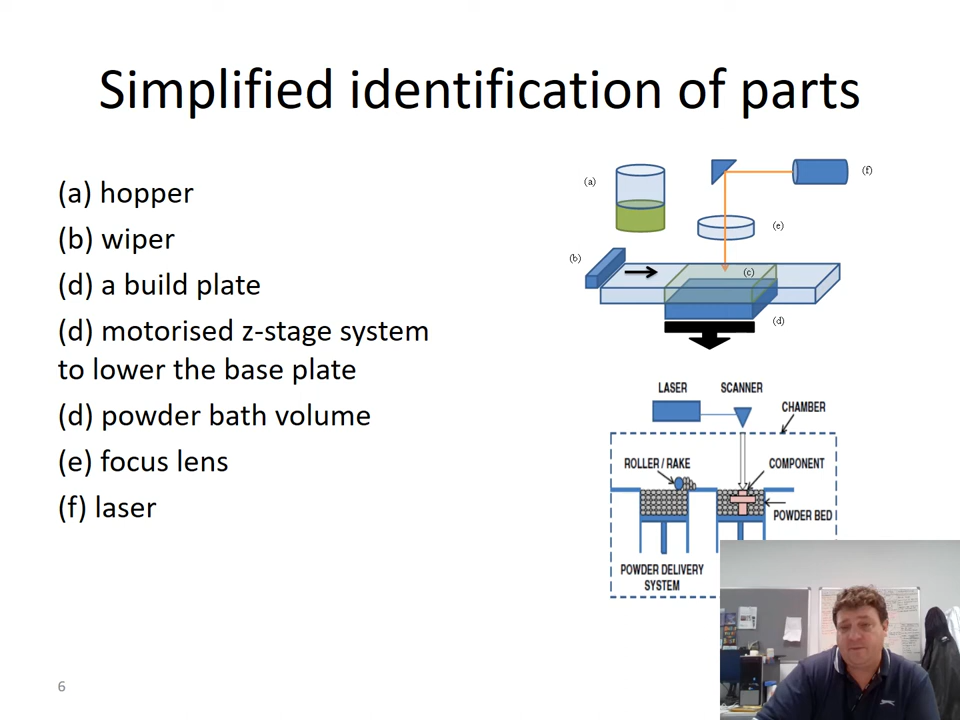 Simplified identification of parts
(a) hopper
(b) wiper
(d) a build plate
(d) motorised z-stage system
to lower the base plate
(d) powder bath volume
(e) focus lens
(f) laser
(a)
(f)
(e)
(b)
(c)
(d)
LASER
SCANNER
CHAMBER
ROLLER / RAKE
COMPONENT
POWDER BED
POWDER DELIVERY
SYSTEM
6